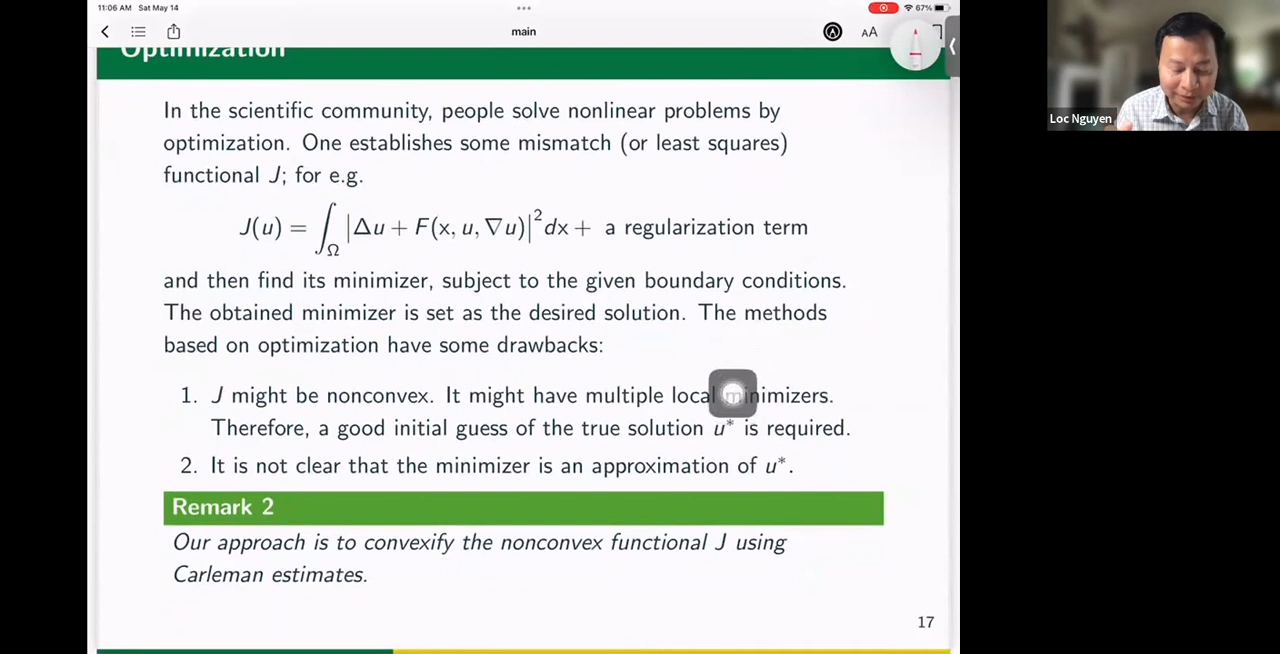 11:06 AM Sat May 14
67%
main
AA
Optimization
In the scientific community, people solve nonlinear problems by
optimization. One establishes some mismatch (or least squares)
functional J; for e.g.
J(u) = ∫_Ω |Δu + F(x, u, ∇u)|² dx + a regularization term
and then find its minimizer, subject to the given boundary conditions.
The obtained minimizer is set as the desired solution. The methods
based on optimization have some drawbacks:
1. J might be nonconvex. It might have multiple local minimizers.
Therefore, a good initial guess of the true solution u* is required.
2. It is not clear that the minimizer is an approximation of u*.
Remark 2
Our approach is to convexify the nonconvex functional J using
Carleman estimates.
17
Loc Nguyen